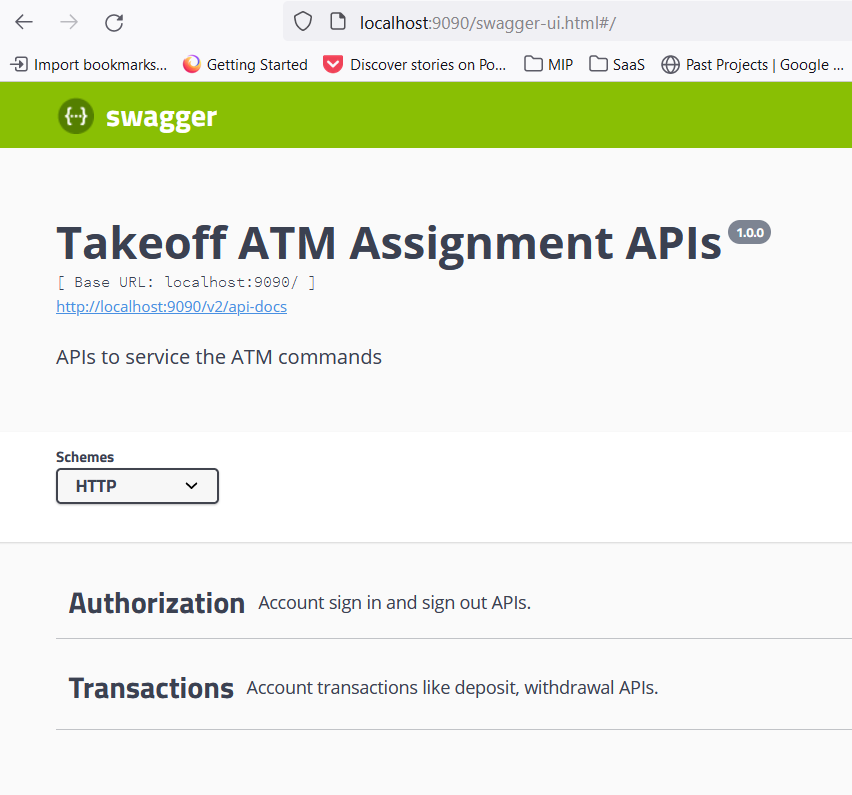 localhost:9090/swagger-ui.html#/
Import bookmarks... Getting Started Discover stories on Po... MIP SaaS Past Projects | Google ...
{···} swagger
Takeoff ATM Assignment APIs 1.0.0
[ Base URL: localhost:9090/ ]
http://localhost:9090/v2/api-docs
APIs to service the ATM commands
Schemes
HTTP
Authorization Account sign in and sign out APIs.
Transactions Account transactions like deposit, withdrawal APIs.